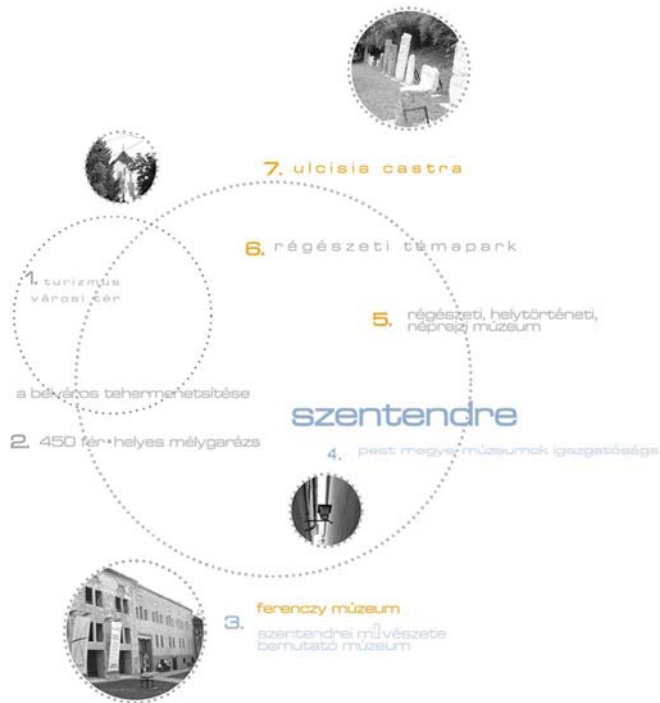 7. ulcisia castra
6. régészeti témapark
1. turizmus
városi tér
5. régészeti, helytörténeti,
néprajzi múzeum
a belváros tehermenetsítése
szentendre
2. 450 férőhelyes mélygarázs
4. pest megyei múzeumok igazgatósága
ferenczy múzeum
3. szentendrei művészete
bemutató múzeum